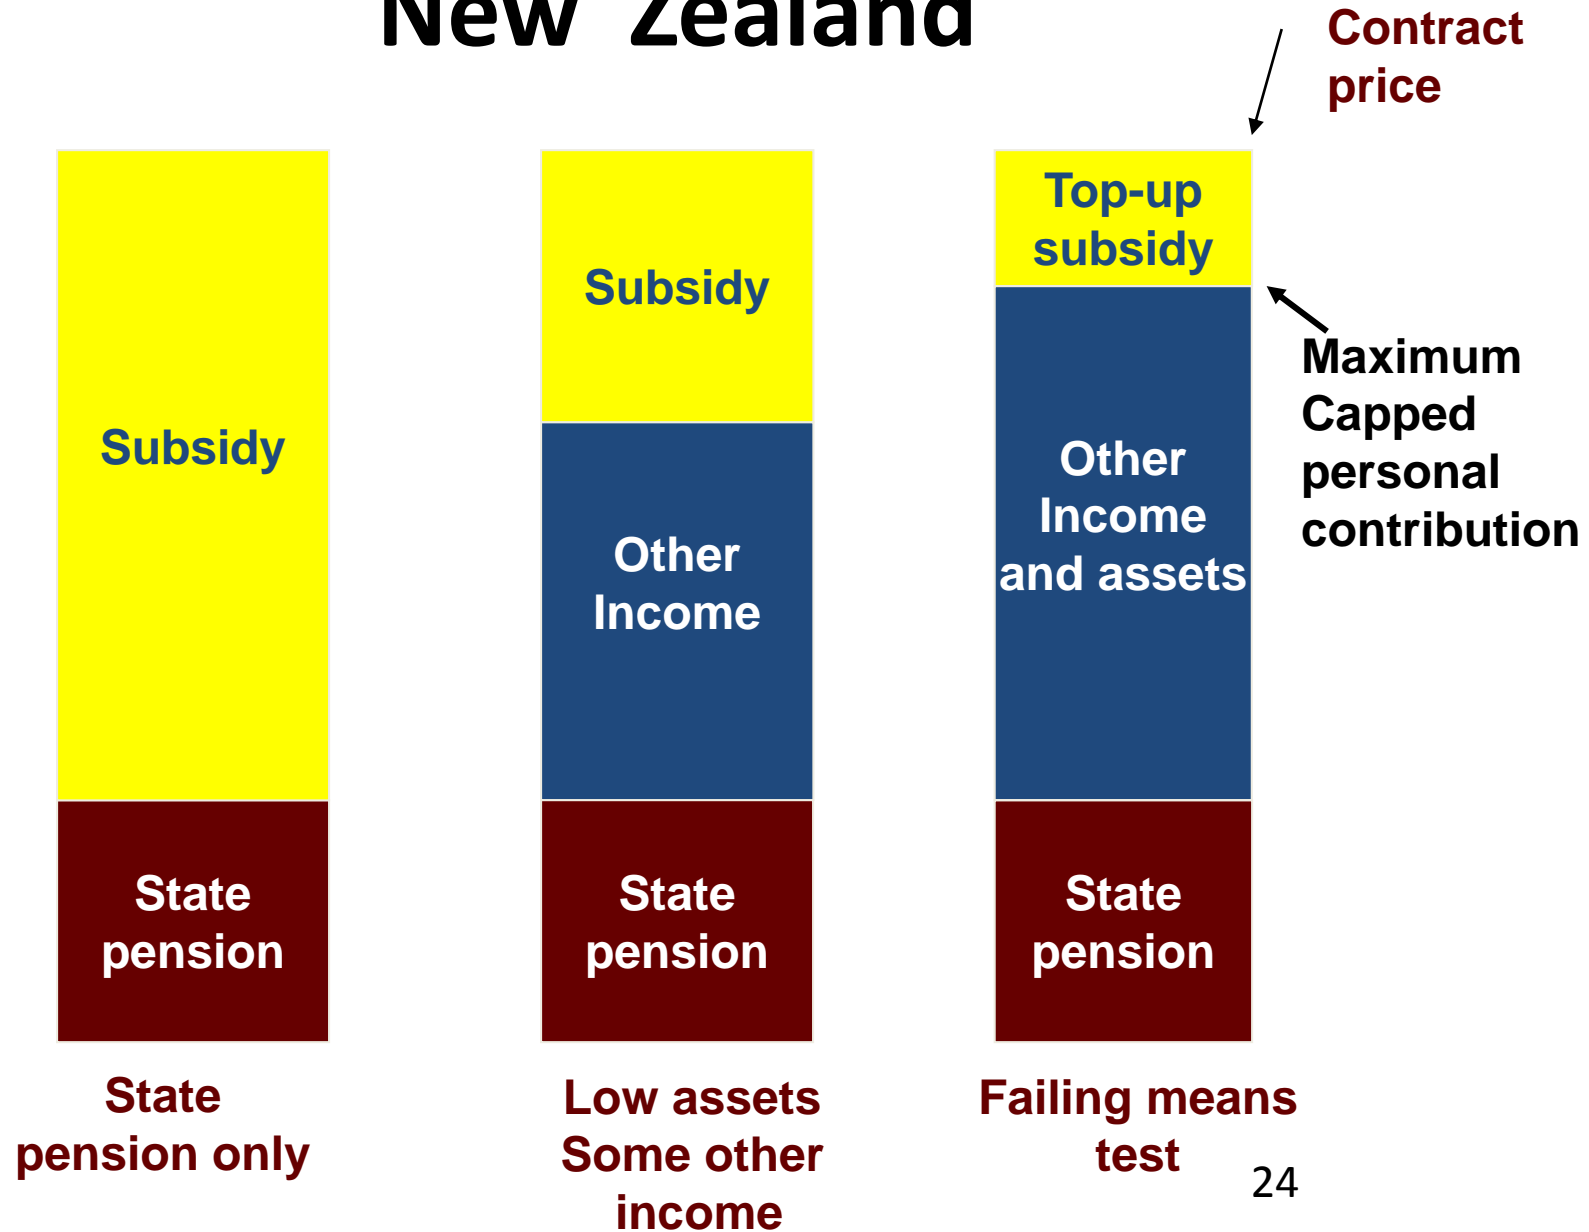 New Zealand
Contract
price
Subsidy
State
pension
State
pension only
Subsidy
Other
Income
State
pension
Low assets
Some other
income
Top-up
subsidy
Other
Income
and assets
State
pension
Failing means
test
Maximum
Capped
personal
contribution
24